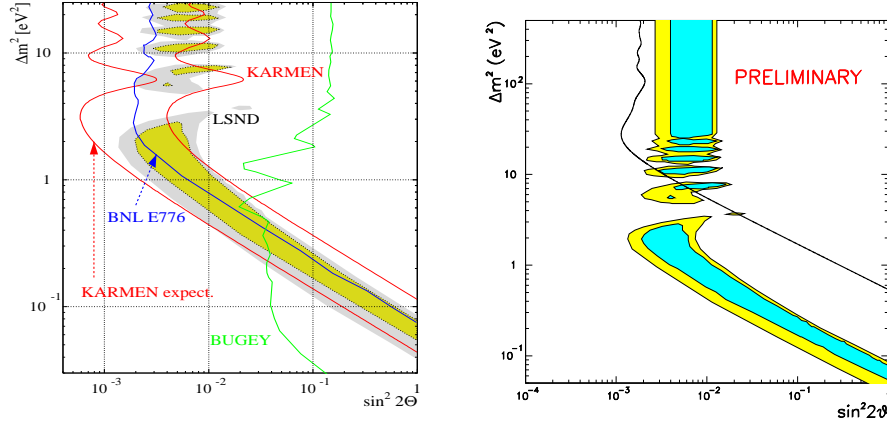 Δm² [eV²]
10
1
10⁻¹
10⁻³
10⁻²
10⁻¹
1
sin² 2Θ
KARMEN
LSND
BNL E776
KARMEN expect.
BUGEY
Δm² (eV²)
PRELIMINARY
10²
10
1
10⁻¹
10⁻⁴
10⁻³
10⁻²
10⁻¹
1
sin²2ϑ